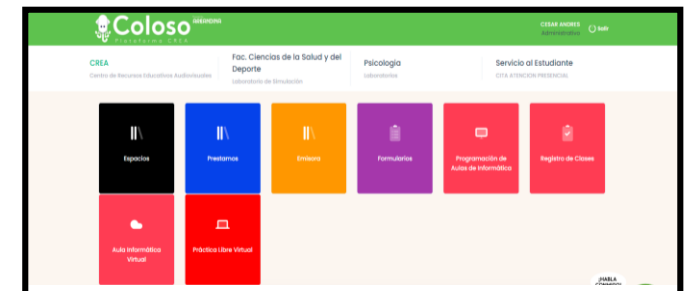 Coloso
Plataforma CREA
CESAR ANDRES
Administrativo
Salir
CREA
Centro de Recursos Educativos Audiovisuales
Fac. Ciencias de la Salud y del
Deporte
Laboratorio de Simulación
Psicologia
Laboratorios
Servicio al Estudiante
CITA ATENCION PRESENCIAL
Espacios
Prestamos
Emisora
Formularios
Programación de
Aulas de Informática
Registro de Clases
Aula Informática
Virtual
Práctica Libre Virtual
¡HABLA